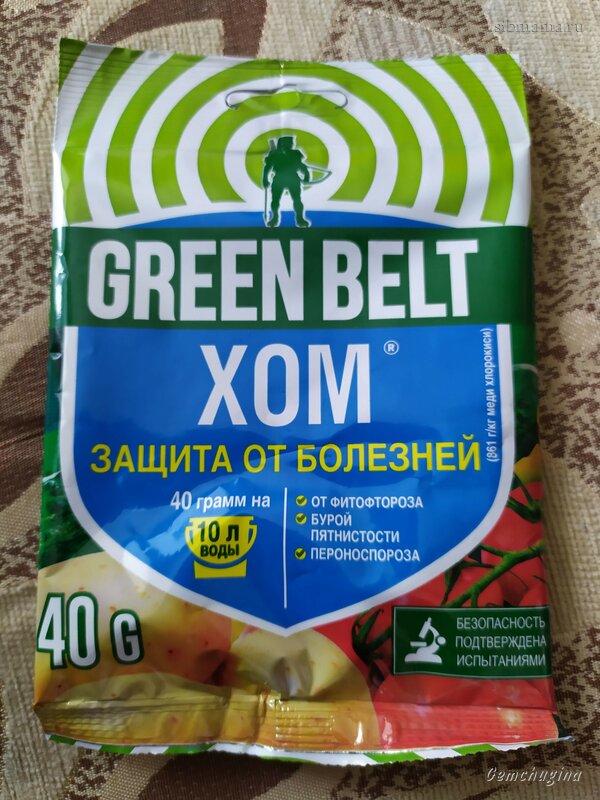 sibmama.ru
GREEN BELT
ХОМ®
(861 г/кг меди хлорокиси)
ЗАЩИТА ОТ БОЛЕЗНЕЙ
40 грамм на
10 л
ВОДЫ
ОТ ФИТОФТОРОЗА
БУРОЙ
ПЯТНИСТОСТИ
ПЕРОНОСПОРОЗА
40 G
БЕЗОПАСНОСТЬ
ПОДТВЕРЖДЕНА
ИСПЫТАНИЯМИ
Gemchugina